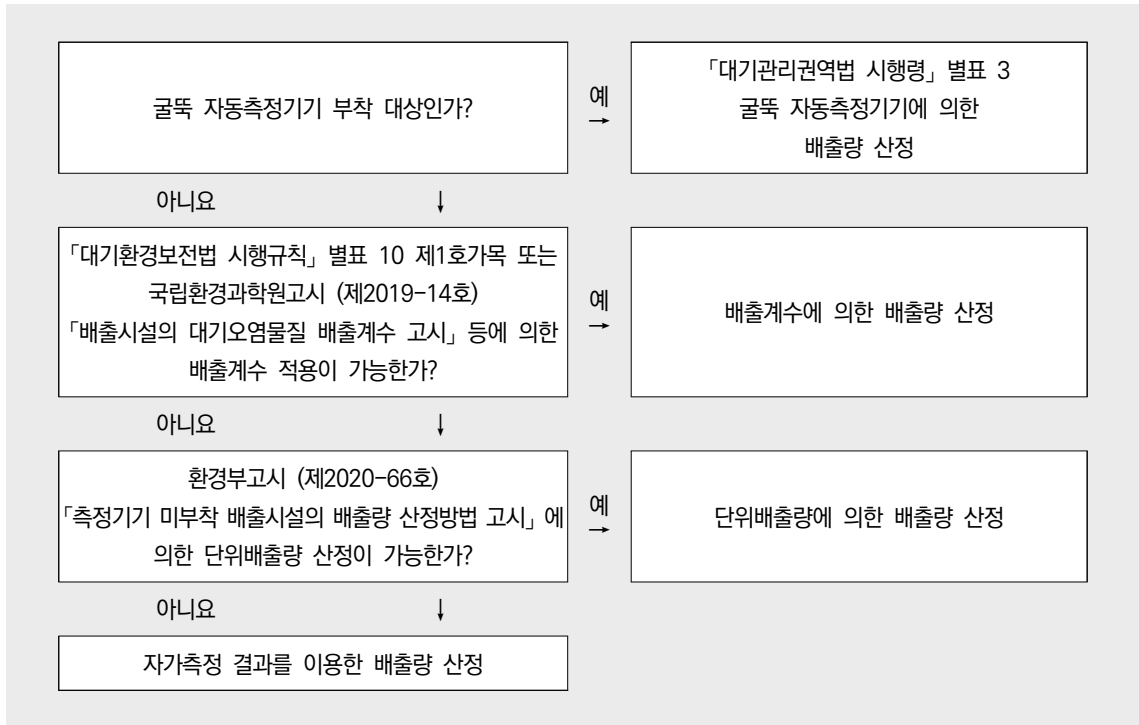 굴뚝 자동측정기기 부착 대상인가?
예
→
「대기관리권역법 시행령」 별표 3
굴뚝 자동측정기기에 의한
배출량 산정
아니요 ↓
「대기환경보전법 시행규칙」 별표 10 제1호가목 또는
국립환경과학원고시 (제2019-14호)
「배출시설의 대기오염물질 배출계수 고시」 등에 의한
배출계수 적용이 가능한가?
예
→
배출계수에 의한 배출량 산정
아니요 ↓
환경부고시 (제2020-66호)
「측정기기 미부착 배출시설의 배출량 산정방법 고시」에
의한 단위배출량 산정이 가능한가?
예
→
단위배출량에 의한 배출량 산정
아니요 ↓
자가측정 결과를 이용한 배출량 산정